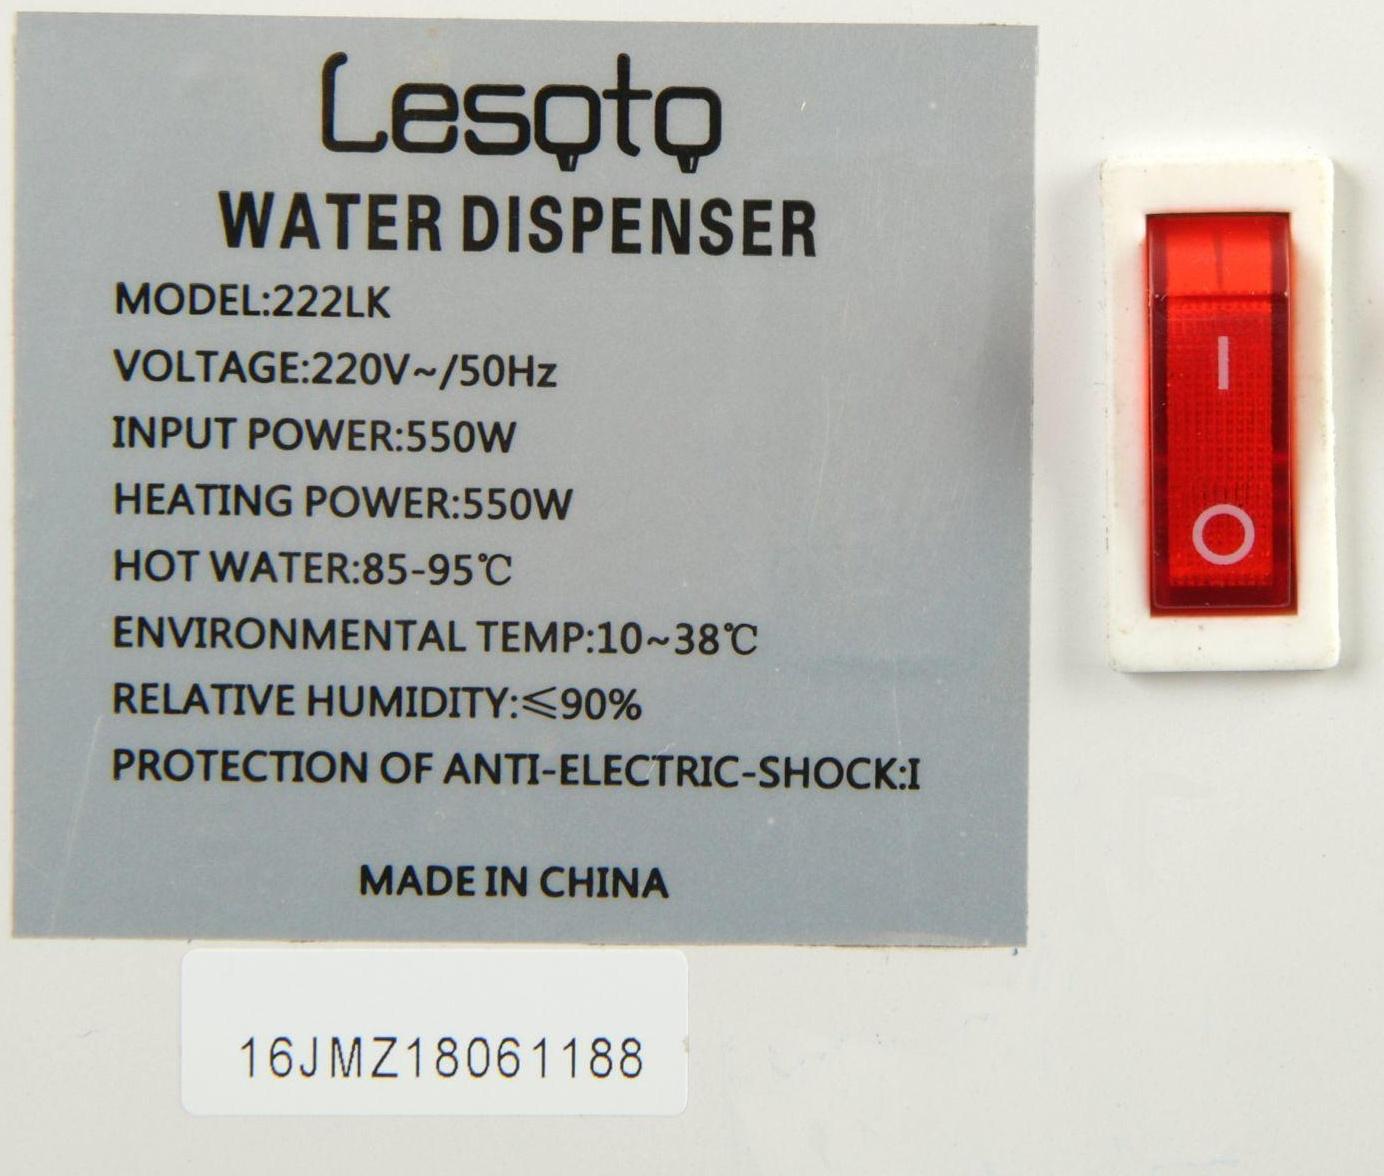 Lesoto
WATER DISPENSER
MODEL:222LK
VOLTAGE:220V~/50Hz
INPUT POWER:550W
HEATING POWER:550W
HOT WATER:85-95℃
ENVIRONMENTAL TEMP:10~38℃
RELATIVE HUMIDITY:≤90%
PROTECTION OF ANTI-ELECTRIC-SHOCK:I
MADE IN CHINA
16JMZ18061188
I
O